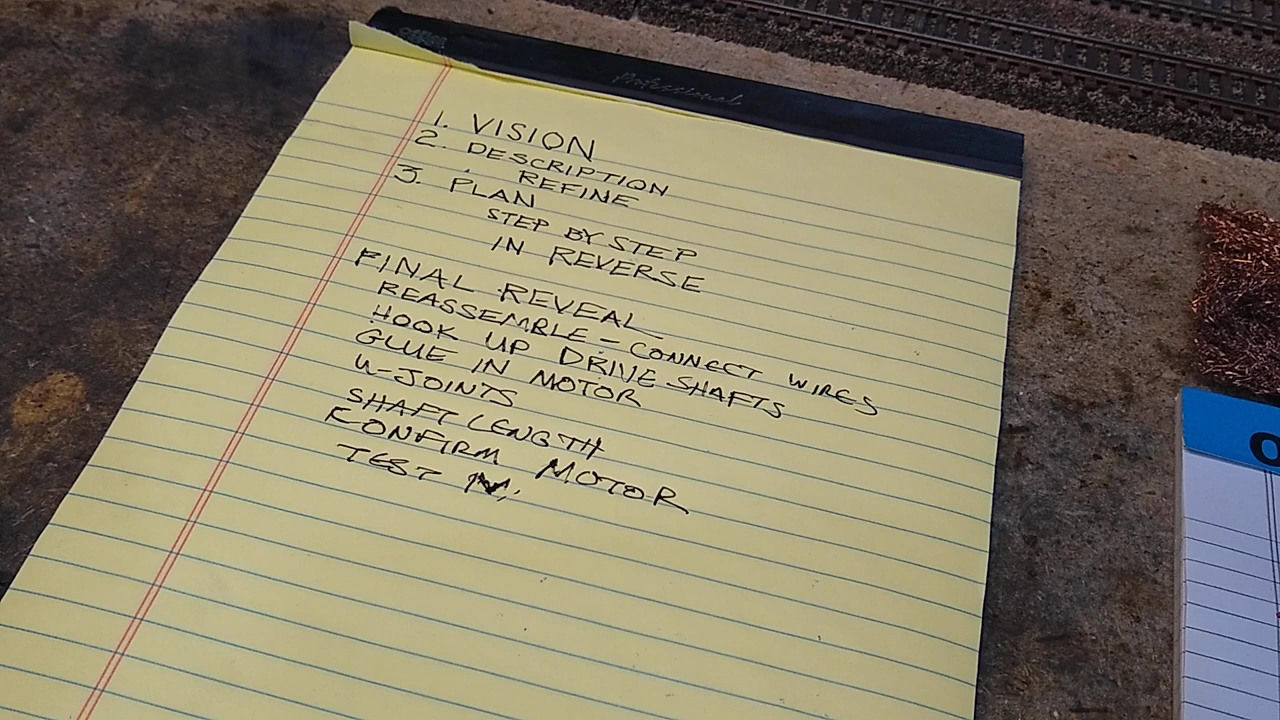 Professional
1. VISION
2. DESCRIPTION
REFINE
3. PLAN
STEP BY STEP
IN REVERSE
FINAL REVEAL
REASSEMBLE - CONNECT WIRES
HOOK UP DRIVE SHAFTS
GLUE IN MOTOR
U-JOINTS
SHAFT LENGTH
CONFIRM MOTOR
TEST